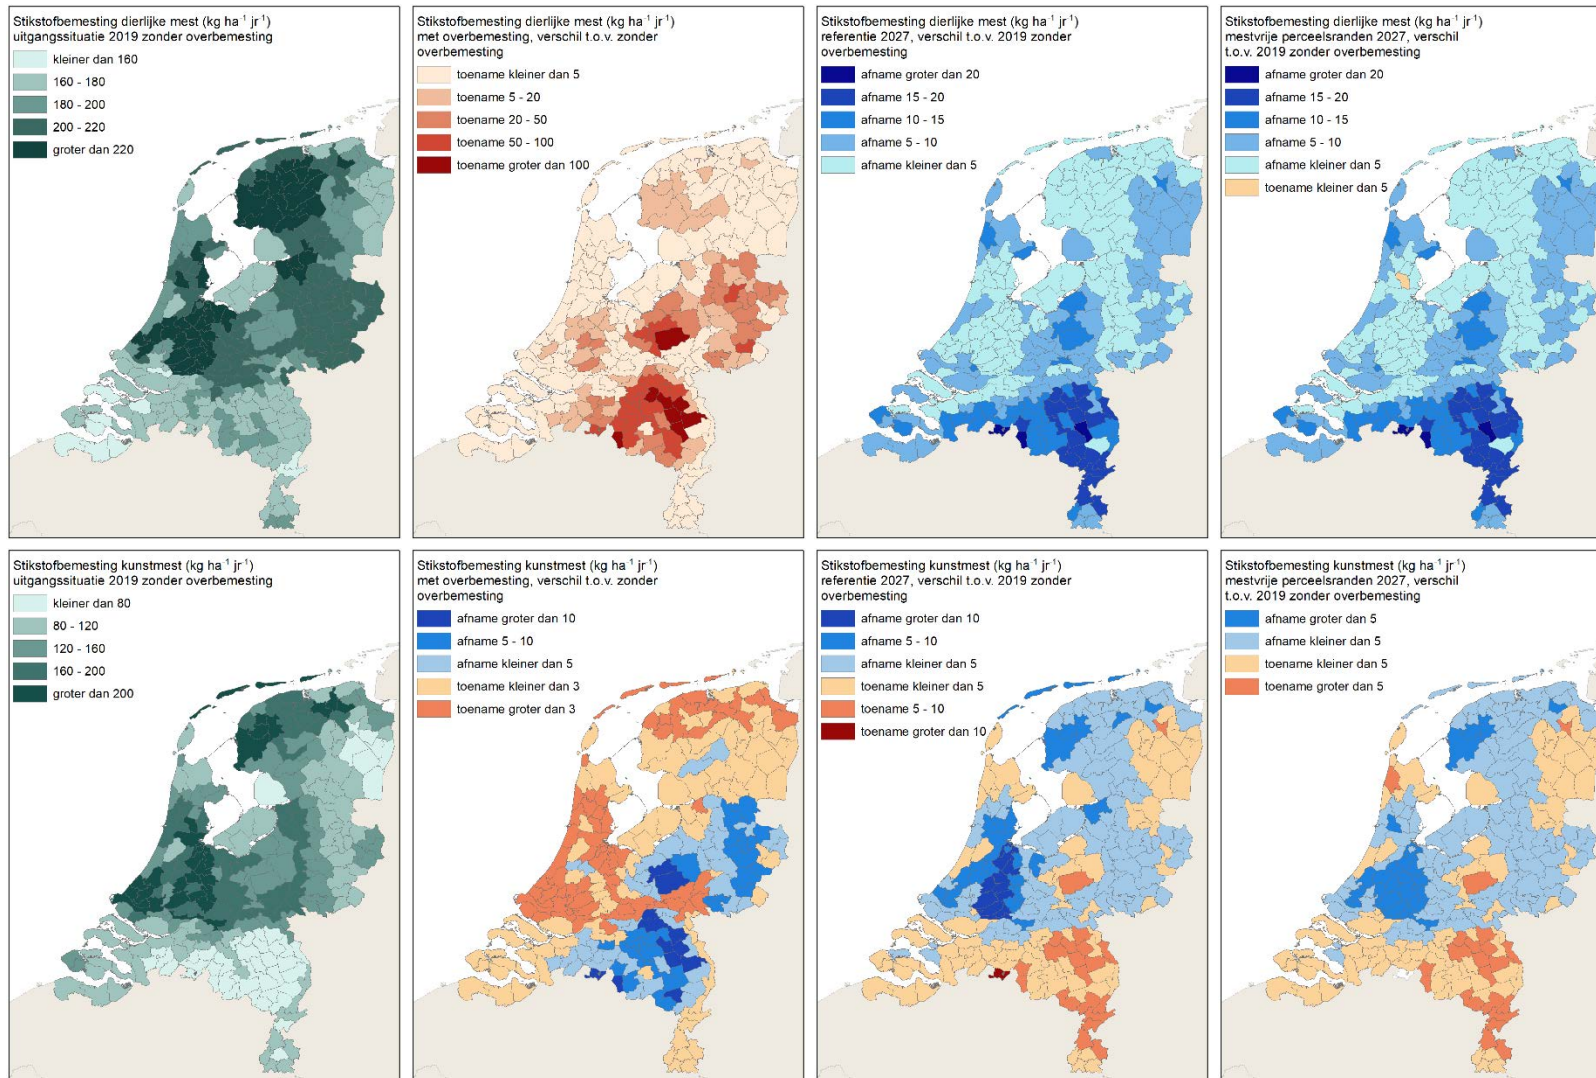 Stikstofbemesting dierlijke mest (kg ha⁻¹ jr⁻¹)
uitgangssituatie 2019 zonder overbemesting
kleiner dan 160
160 - 180
180 - 200
200 - 220
groter dan 220
Stikstofbemesting dierlijke mest (kg ha⁻¹ jr⁻¹)
met overbemesting, verschil t.o.v. zonder
overbemesting
toename kleiner dan 5
toename 5 - 20
toename 20 - 50
toename 50 - 100
toename groter dan 100
Stikstofbemesting dierlijke mest (kg ha⁻¹ jr⁻¹)
referentie 2027, verschil t.o.v. 2019 zonder
overbemesting
afname groter dan 20
afname 15 - 20
afname 10 - 15
afname 5 - 10
afname kleiner dan 5
Stikstofbemesting dierlijke mest (kg ha⁻¹ jr⁻¹)
mestvrije perceelsranden 2027, verschil
t.o.v. 2019 zonder overbemesting
afname groter dan 20
afname 15 - 20
afname 10 - 15
afname 5 - 10
afname kleiner dan 5
toename kleiner dan 5
Stikstofbemesting kunstmest (kg ha⁻¹ jr⁻¹)
uitgangssituatie 2019 zonder overbemesting
kleiner dan 80
80 - 120
120 - 160
160 - 200
groter dan 200
Stikstofbemesting kunstmest (kg ha⁻¹ jr⁻¹)
met overbemesting, verschil t.o.v. zonder
overbemesting
afname groter dan 10
afname 5 - 10
afname kleiner dan 5
toename kleiner dan 3
toename groter dan 3
Stikstofbemesting kunstmest (kg ha⁻¹ jr⁻¹)
referentie 2027, verschil t.o.v. 2019 zonder
overbemesting
afname groter dan 10
afname 5 - 10
afname kleiner dan 5
toename kleiner dan 5
toename 5 - 10
toename groter dan 10
Stikstofbemesting kunstmest (kg ha⁻¹ jr⁻¹)
mestvrije perceelsranden 2027, verschil
t.o.v. 2019 zonder overbemesting
afname groter dan 5
afname kleiner dan 5
toename kleiner dan 5
toename groter dan 5